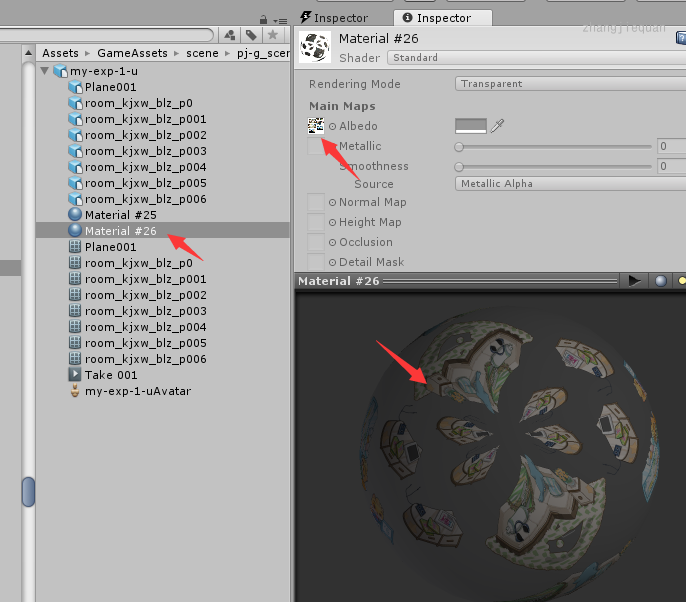 Inspector
Inspector
Assets
GameAssets
scene
pj-g_scen
my-exp-1-u
Plane001
room_kjxw_blz_p0
room_kjxw_blz_p001
room_kjxw_blz_p002
room_kjxw_blz_p003
room_kjxw_blz_p004
room_kjxw_blz_p005
room_kjxw_blz_p006
Material #25
Material #26
Plane001
room_kjxw_blz_p0
room_kjxw_blz_p001
room_kjxw_blz_p002
room_kjxw_blz_p003
room_kjxw_blz_p004
room_kjxw_blz_p005
room_kjxw_blz_p006
Take 001
my-exp-1-uAvatar
zhangyiequan
Material #26
Shader Standard
Rendering Mode Transparent
Main Maps
Albedo
Metallic 0
Smoothness 0
Source Metallic Alpha
Normal Map
Height Map
Occlusion
Detail Mask
Material #26